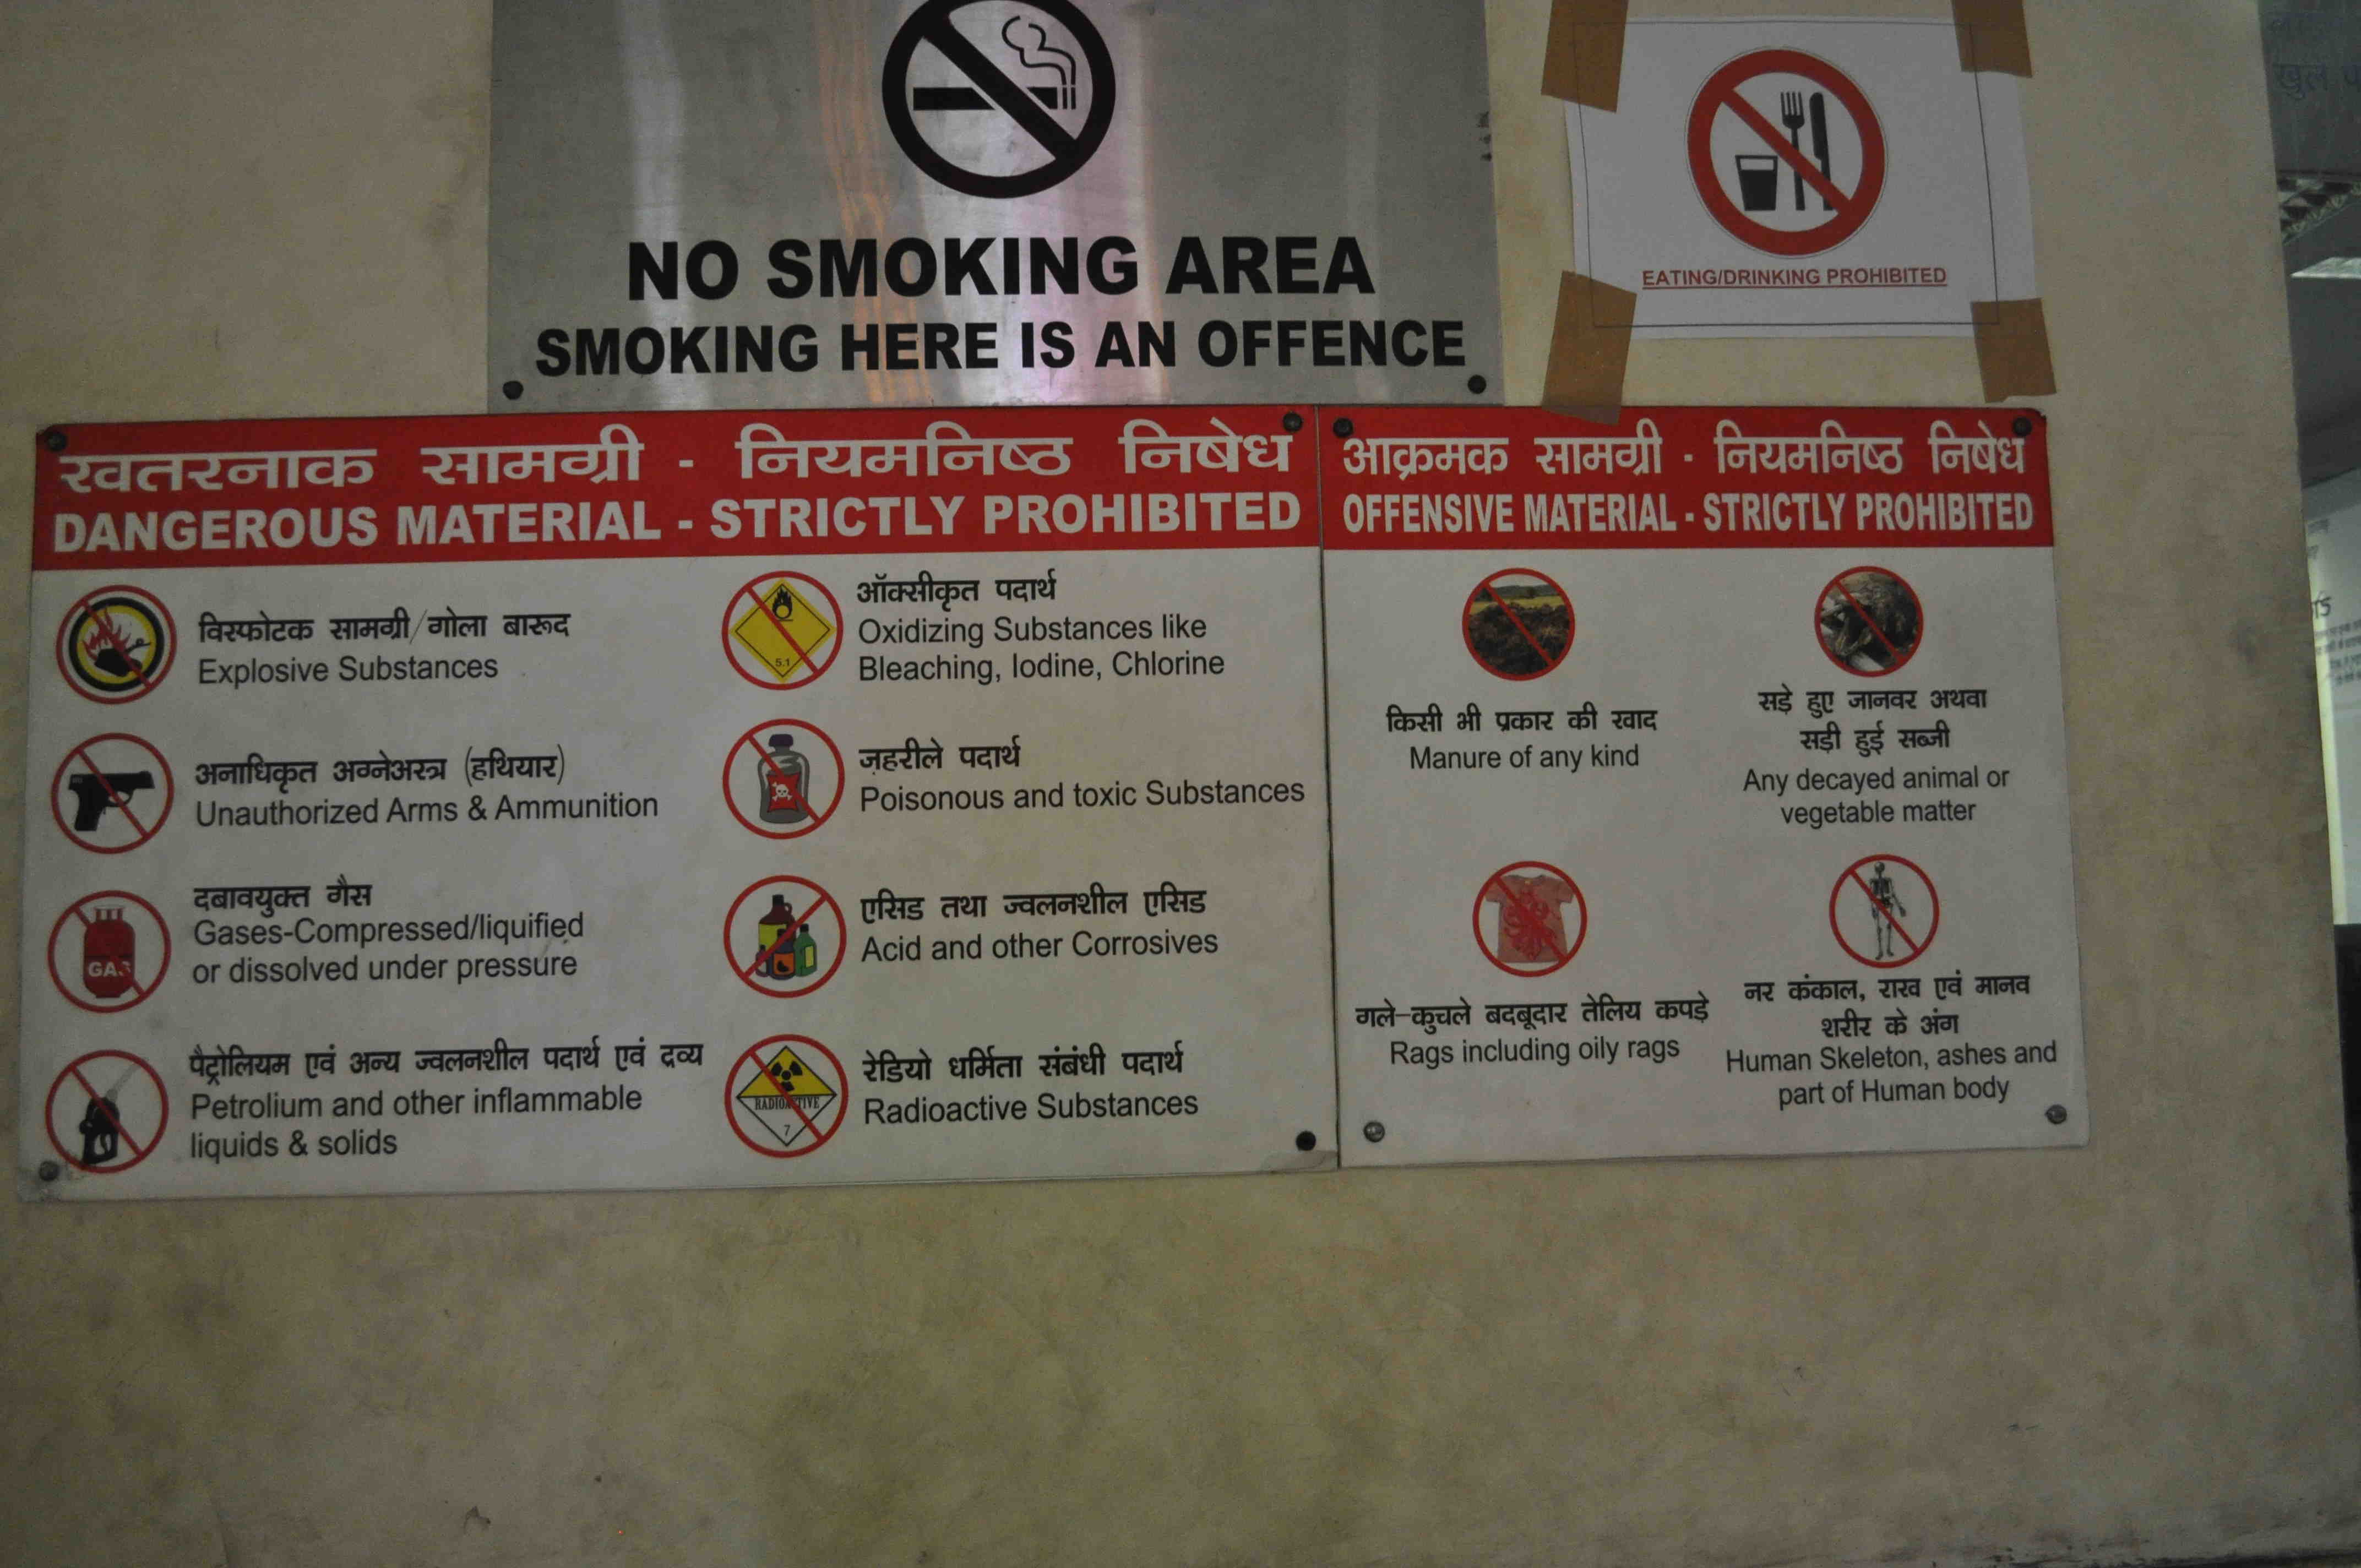 NO SMOKING AREA
SMOKING HERE IS AN OFFENCE
EATING/DRINKING PROHIBITED
खतरनाक सामग्री - नियमनिष्ठ निषेध
DANGEROUS MATERIAL - STRICTLY PROHIBITED
विस्फोटक सामग्री/गोला बारूद
Explosive Substances
अनाधिकृत अग्नेअस्त्र (हथियार)
Unauthorized Arms & Ammunition
GAS
दबावयुक्त गैस
Gases-Compressed/liquified
or dissolved under pressure
पैट्रोलियम एवं अन्य ज्वलनशील पदार्थ एवं द्रव्य
Petrolium and other inflammable
liquids & solids
5.1
ऑक्सीकृत पदार्थ
Oxidizing Substances like
Bleaching, Iodine, Chlorine
ज़हरीले पदार्थ
Poisonous and toxic Substances
एसिड तथा ज्वलनशील एसिड
Acid and other Corrosives
RADIOACTIVE
7
रेडियो धर्मिता संबंधी पदार्थ
Radioactive Substances
आक्रमक सामग्री - नियमनिष्ठ निषेध
OFFENSIVE MATERIAL - STRICTLY PROHIBITED
किसी भी प्रकार की खाद
Manure of any kind
सड़े हुए जानवर अथवा
सड़ी हुई सब्जी
Any decayed animal or
vegetable matter
गले-कुचले बदबूदार तेलिय कपड़े
Rags including oily rags
नर कंकाल, राख एवं मानव
शरीर के अंग
Human Skeleton, ashes and
part of Human body